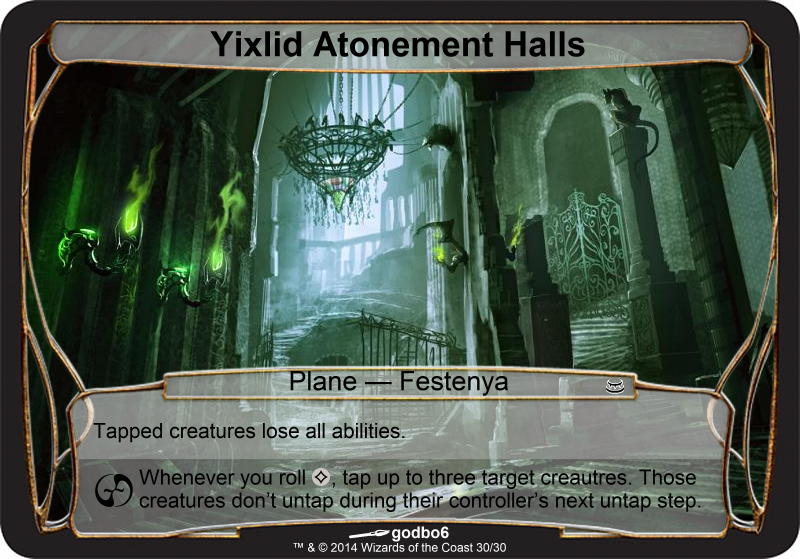 Yixlid Atonement Halls
Plane — Festenya
Tapped creatures lose all abilities.
Whenever you roll , tap up to three target creautres. Those
creatures don't untap during their controller's next untap step.
godbo6
™ & © 2014 Wizards of the Coast 30/30